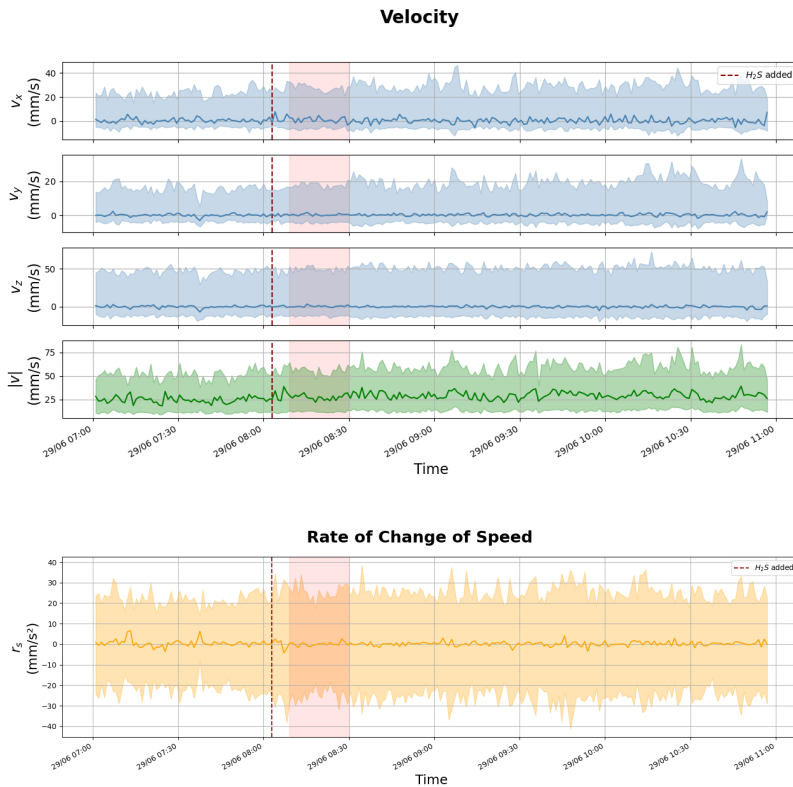 Velocity
H₂S added
v_x
(mm/s)
40
20
0
v_y
(mm/s)
20
0
v_z
(mm/s)
50
0
|v|
(mm/s)
75
50
25
29/06 07:00
29/06 07:30
29/06 08:00
29/06 08:30
29/06 09:00
29/06 09:30
29/06 10:00
29/06 10:30
29/06 11:00
Time
Rate of Change of Speed
H₂S added
r_s
(mm/s²)
40
30
20
10
0
−10
−20
−30
−40
29/06 07:00
29/06 07:30
29/06 08:00
29/06 08:30
29/06 09:00
29/06 09:30
29/06 10:00
29/06 10:30
29/06 11:00
Time